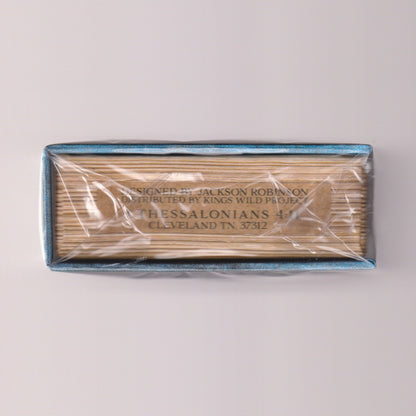 DESIGNED BY JACKSON ROBINSON
DISTRIBUTED BY KINGS WILD PROJECT
THESSALONIANS
CLEVELAND TN 37312